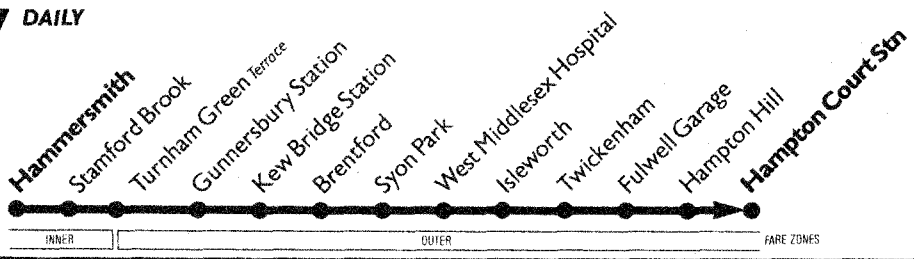 DAILY
Hammersmith
Stamford Brook
Turnham Green Terrace
Gunnersbury Station
Kew Bridge Station
Brentford
Syon Park
West Middlesex Hospital
Isleworth
Twickenham
Fulwell Garage
Hampton Hill
Hampton Court Stn
INNER
OUTER
FARE ZONES